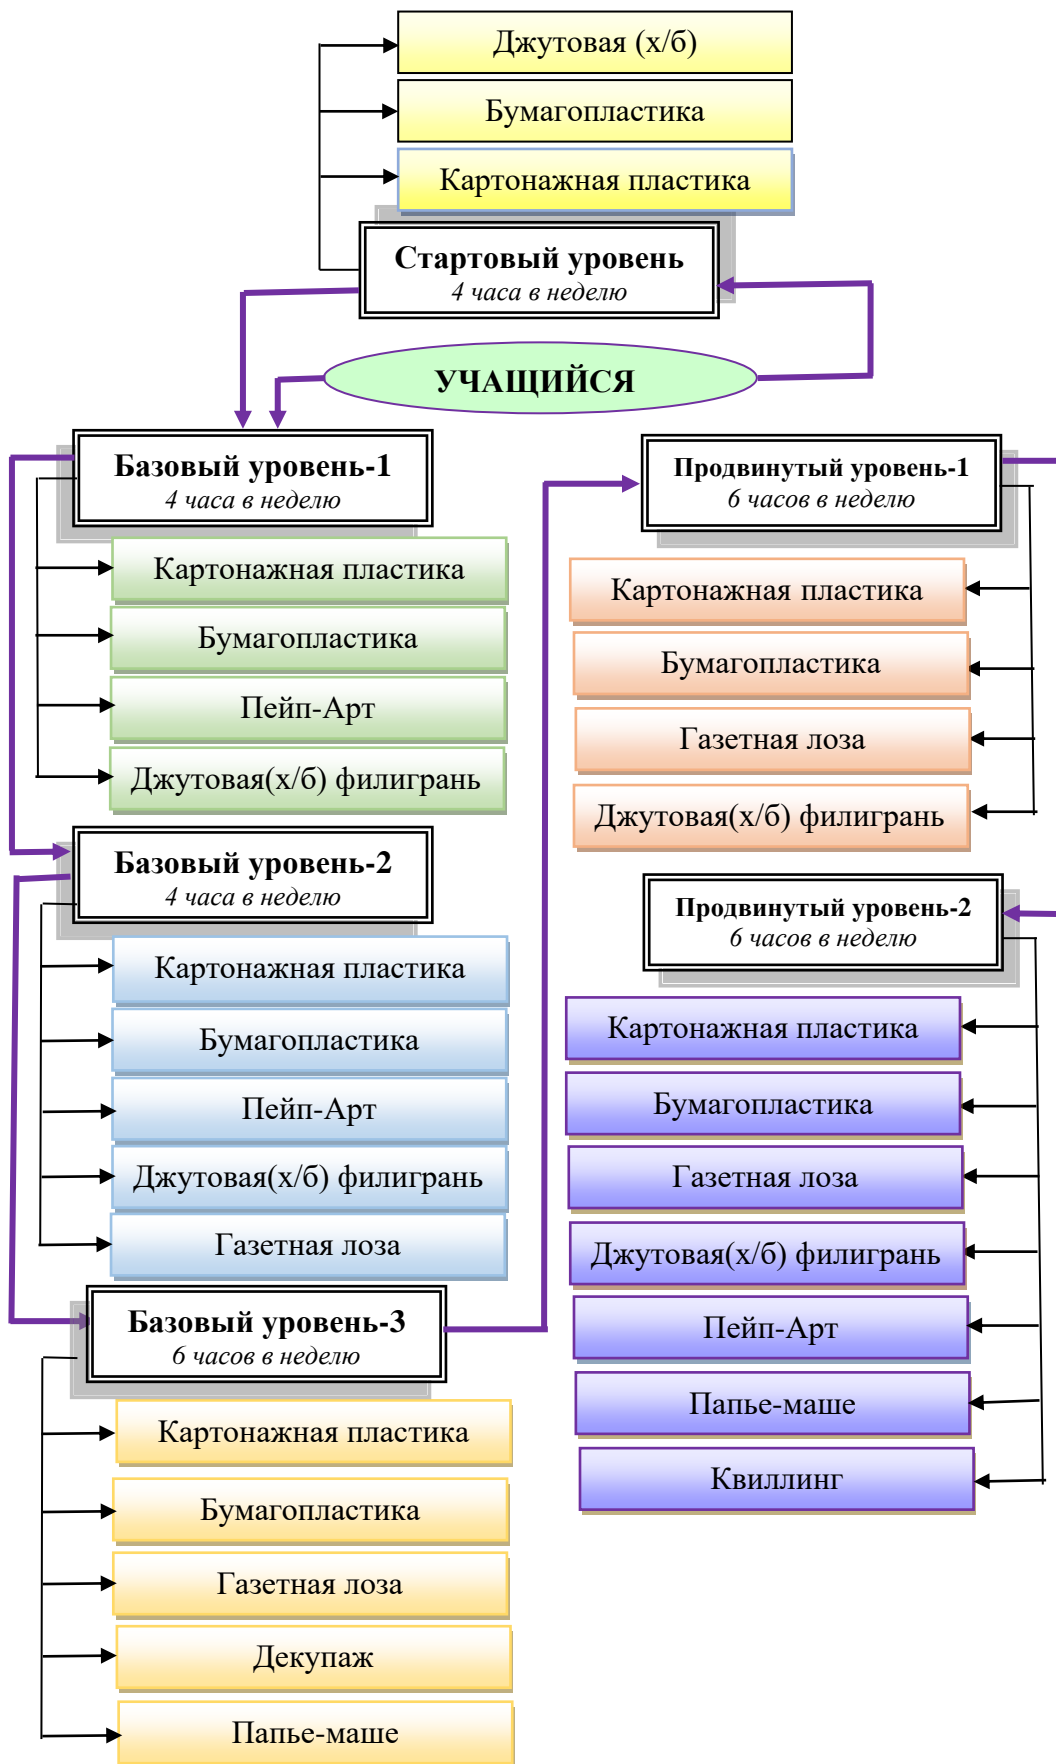 Джутовая (х/б)
Бумагопластика
Картонажная пластика
Стартовый уровень
4 часа в неделю
УЧАЩИЙСЯ
Базовый уровень-1
4 часа в неделю
Картонажная пластика
Бумагопластика
Пейп-Арт
Джутовая(х/б) филигрань
Базовый уровень-2
4 часа в неделю
Картонажная пластика
Бумагопластика
Пейп-Арт
Джутовая(х/б) филигрань
Газетная лоза
Базовый уровень-3
6 часов в неделю
Картонажная пластика
Бумагопластика
Газетная лоза
Декупаж
Папье-маше
Продвинутый уровень-1
6 часов в неделю
Картонажная пластика
Бумагопластика
Газетная лоза
Джутовая(х/б) филигрань
Продвинутый уровень-2
6 часов в неделю
Картонажная пластика
Бумагопластика
Газетная лоза
Джутовая(х/б) филигрань
Пейп-Арт
Папье-маше
Квиллинг